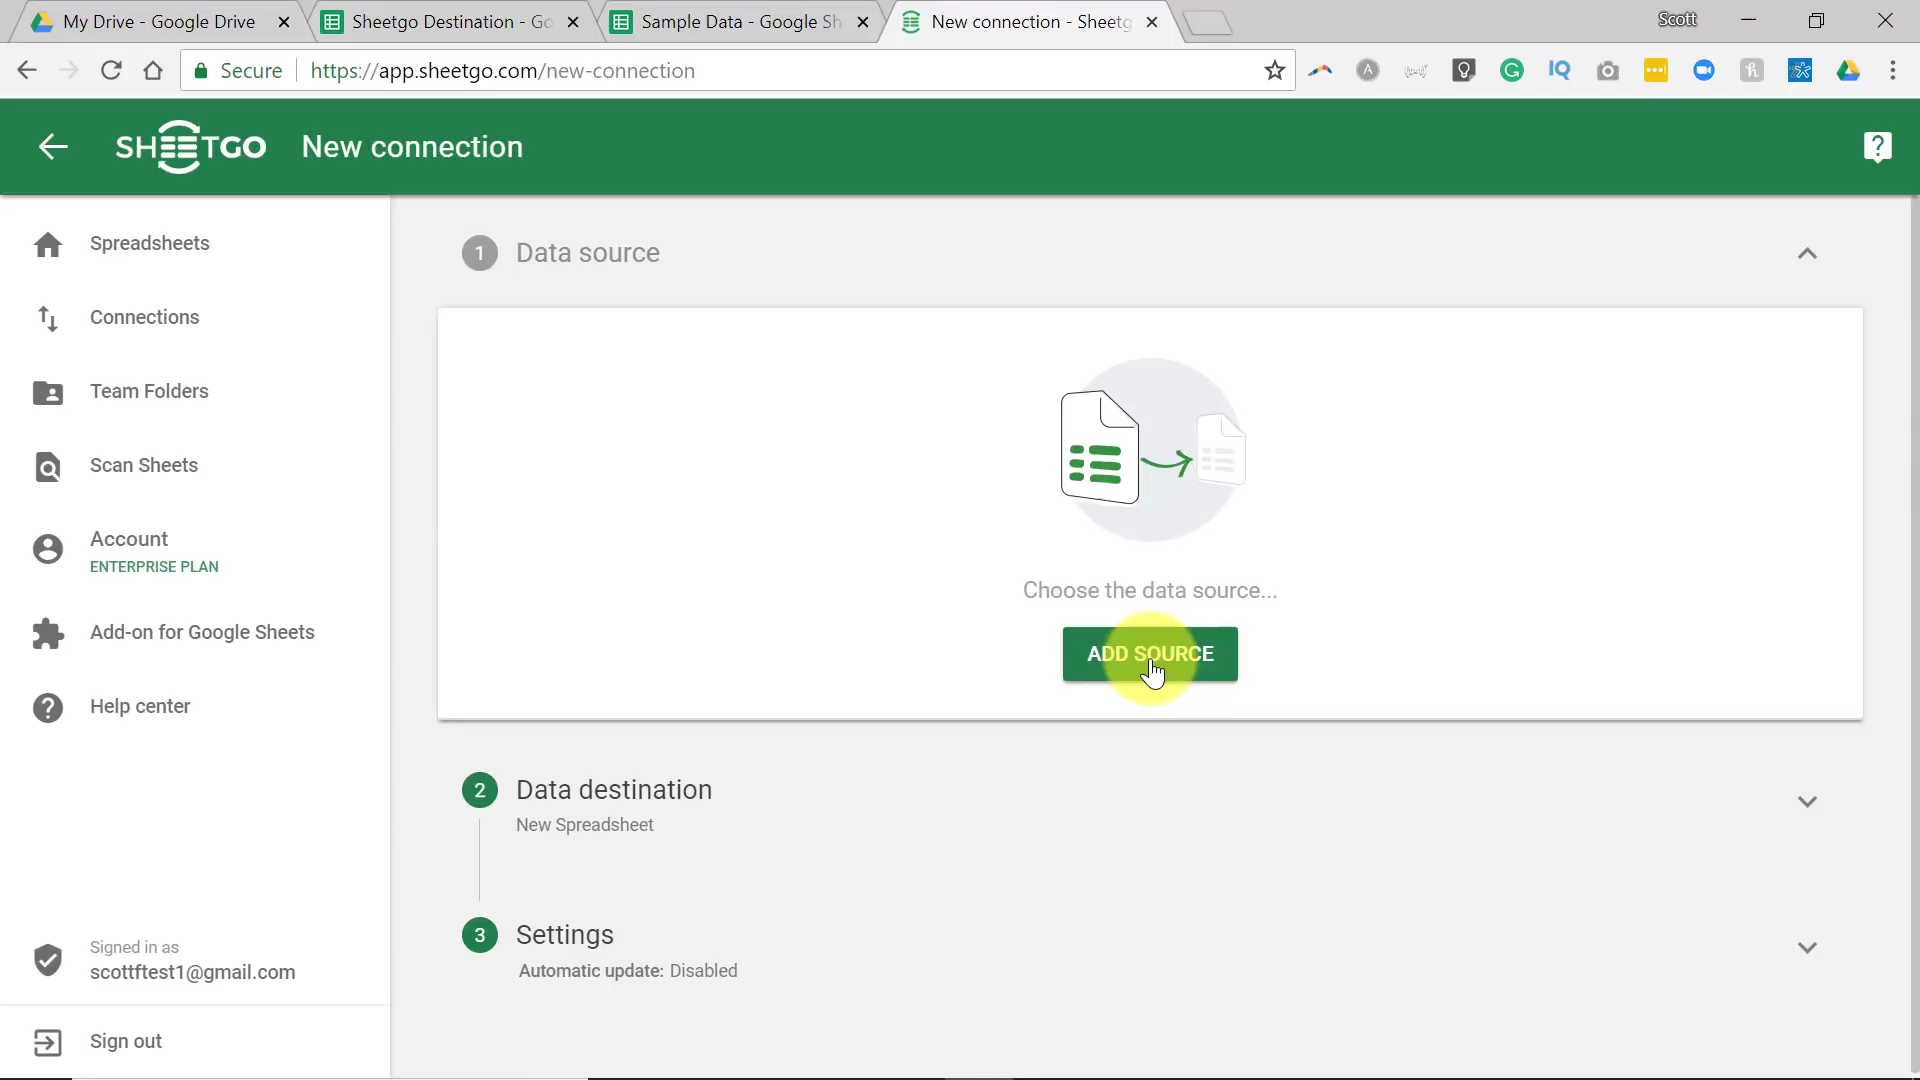 My Drive - Google Drive
Sheetgo Destination - Go
Sample Data - Google Sh
New connection - Sheetg
Scott
Secure
https://app.sheetgo.com/new-connection
SHEETGO
New connection
Spreadsheets
Connections
Team Folders
Scan Sheets
Account
ENTERPRISE PLAN
Add-on for Google Sheets
Help center
Signed in as
scottftest1@gmail.com
Sign out
1 Data source
Choose the data source...
ADD SOURCE
2 Data destination
New Spreadsheet
3 Settings
Automatic update: Disabled